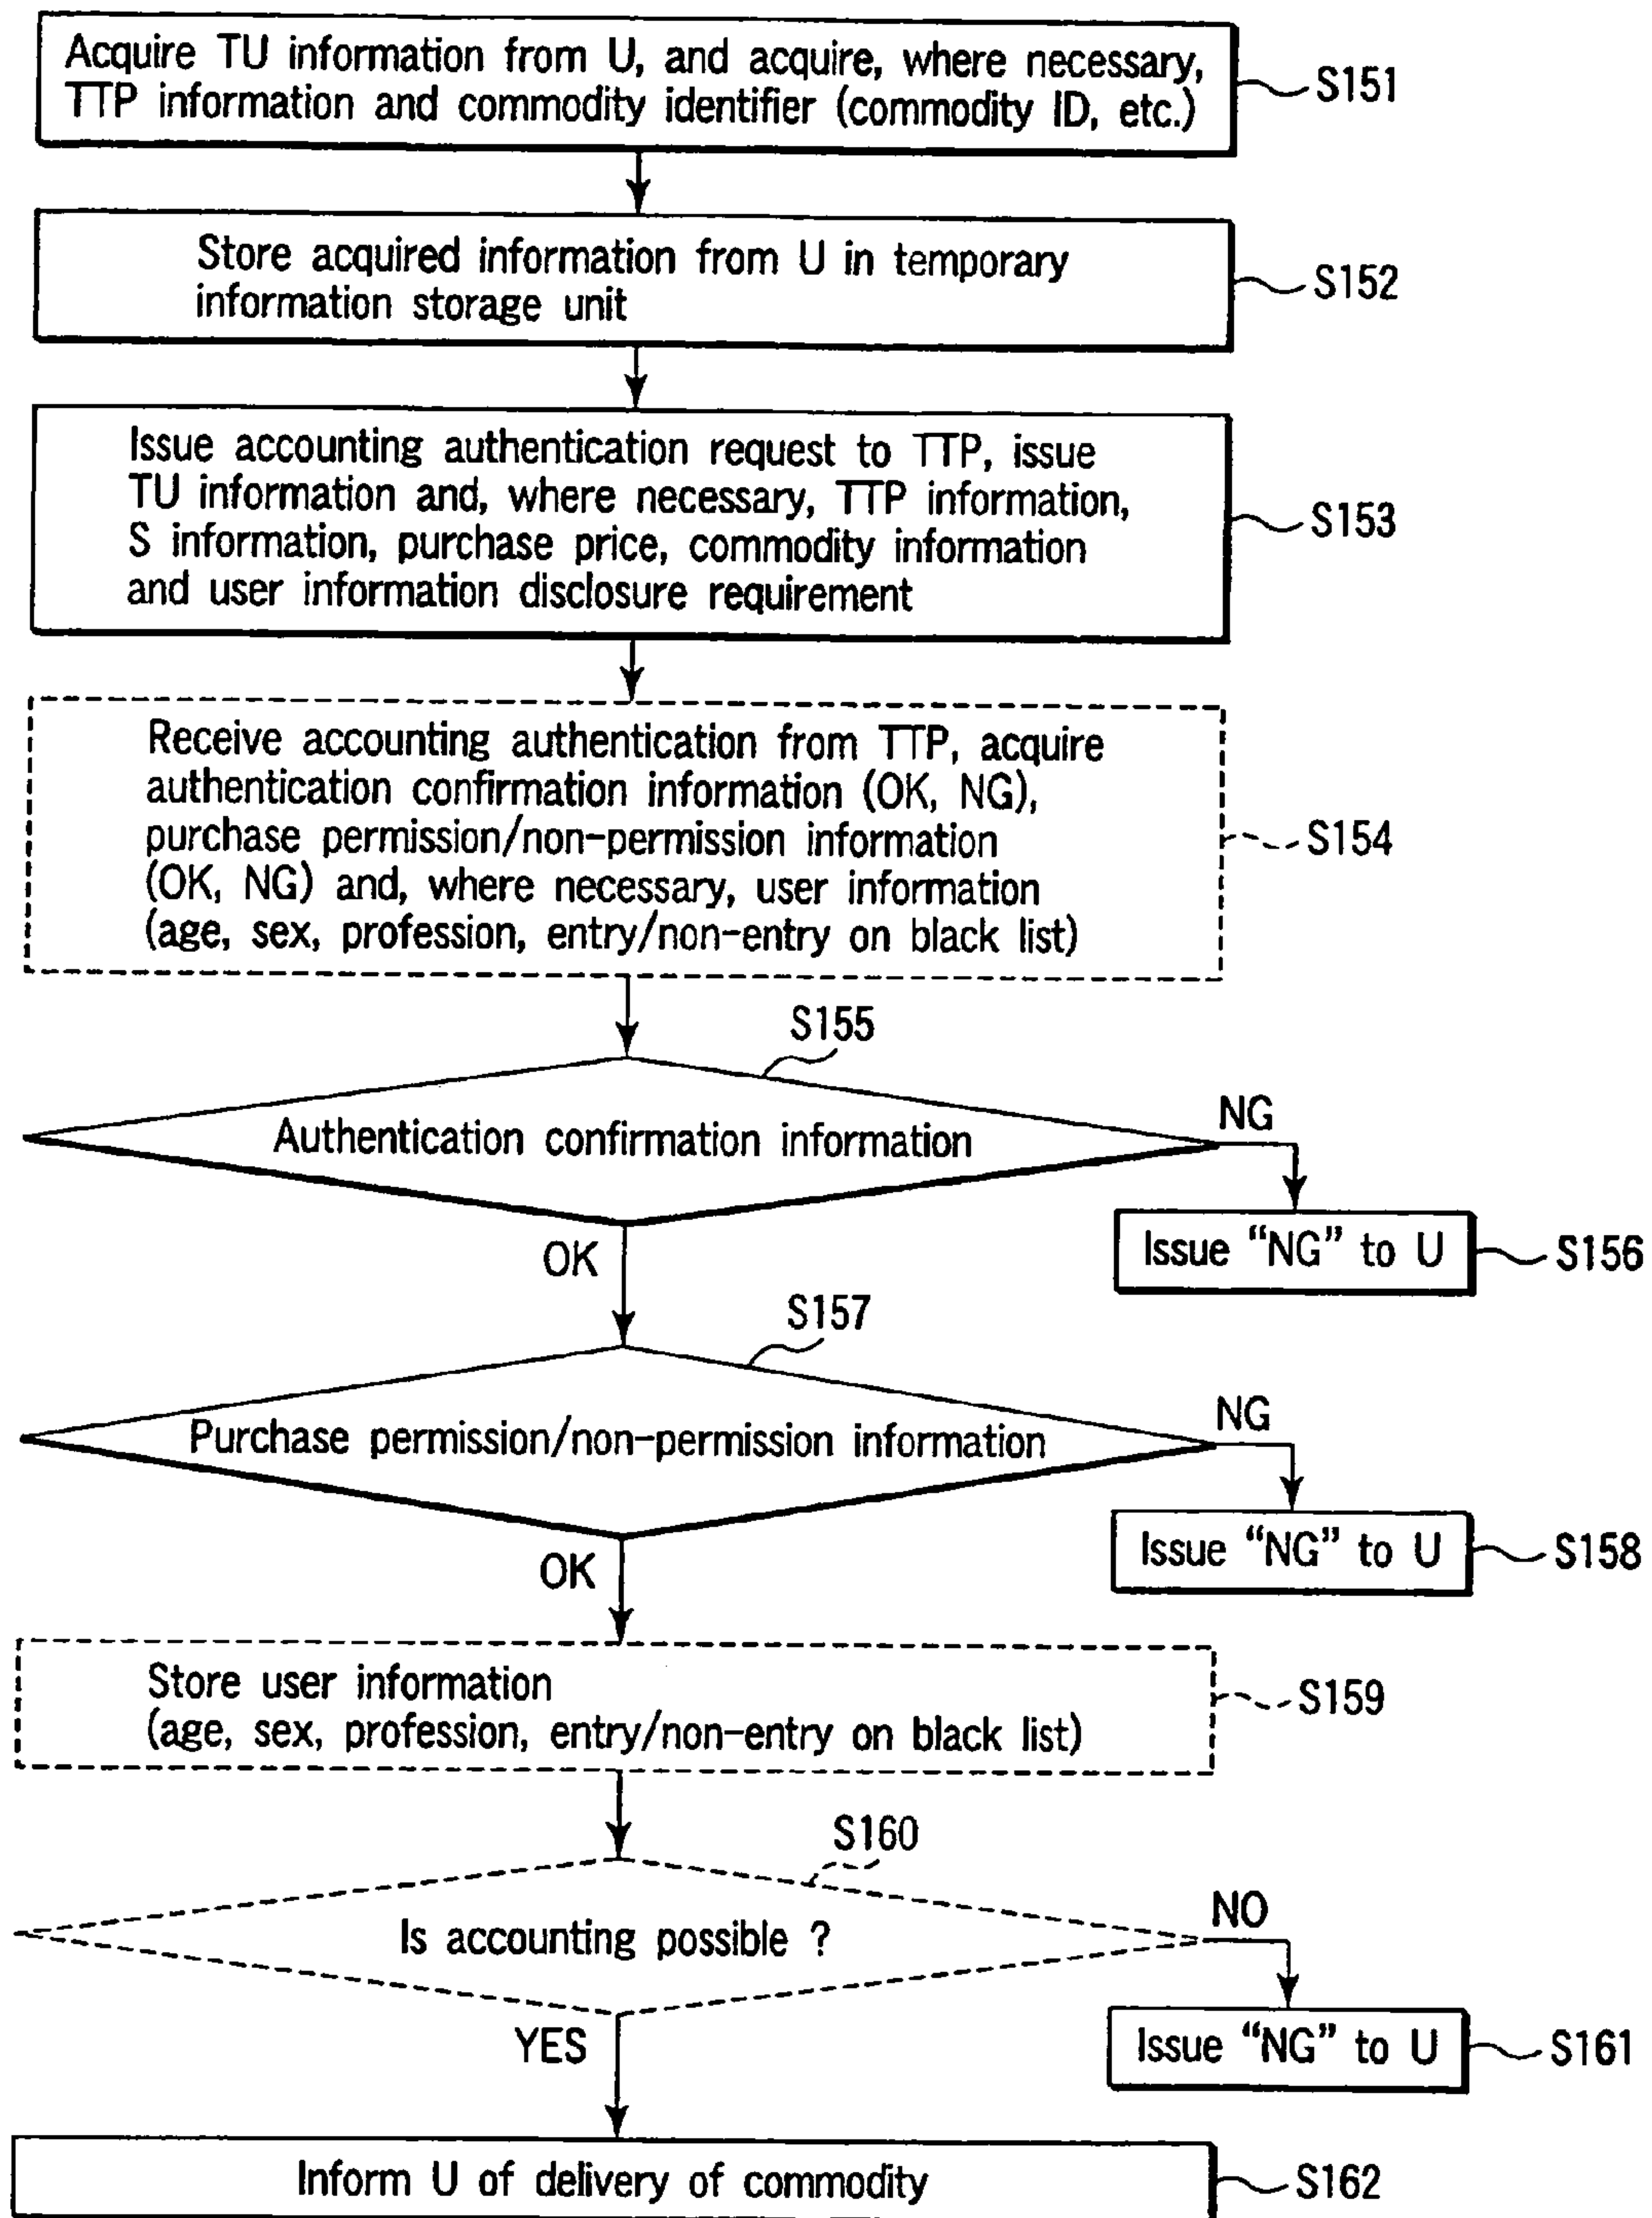 Acquire TU information from U, and acquire, where necessary,
TTP information and commodity identifier (commodity ID, etc.)
S151
Store acquired information from U in temporary
information storage unit
S152
Issue accounting authentication request to TTP, issue
TU information and, where necessary, TTP information,
S information, purchase price, commodity information
and user information disclosure requirement
S153
Receive accounting authentication from TTP, acquire
authentication confirmation information (OK, NG),
purchase permission/non-permission information
(OK, NG) and, where necessary, user information
(age, sex, profession, entry/non-entry on black list)
S154
S155
Authentication confirmation information
NG
OK
Issue “NG” to U
S156
S157
Purchase permission/non-permission information
NG
OK
Issue “NG” to U
S158
Store user information
(age, sex, profession, entry/non-entry on black list)
S159
S160
Is accounting possible ?
NO
YES
Issue “NG” to U
S161
Inform U of delivery of commodity
S162